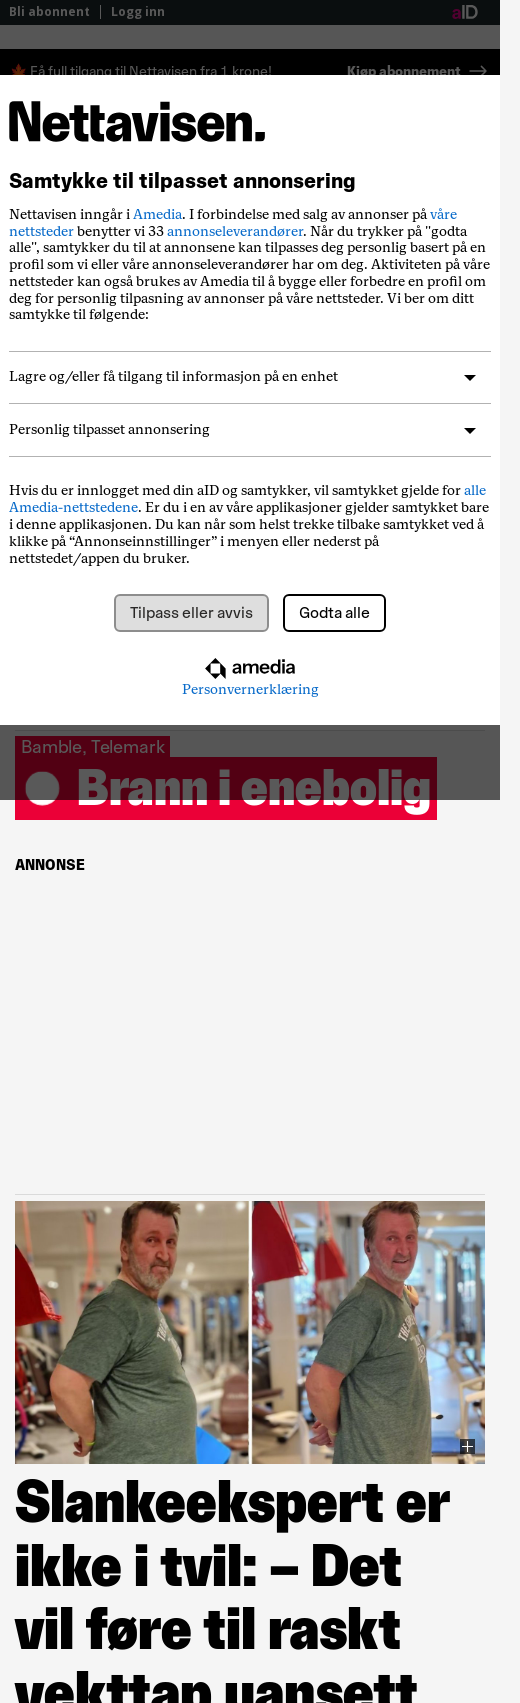 Bli abonnent | Logg inn
aID
🍁 Få full tilgang til Nettavisen fra 1 krone! Kjøp abonnement →
Nettavisen.
Samtykke til tilpasset annonsering
Nettavisen inngår i Amedia. I forbindelse med salg av annonser på våre
nettsteder benytter vi 33 annonseleverandører. Når du trykker på "godta
alle", samtykker du til at annonsene kan tilpasses deg personlig basert på en
profil som vi eller våre annonseleverandører har om deg. Aktiviteten på våre
nettsteder kan også brukes av Amedia til å bygge eller forbedre en profil om
deg for personlig tilpasning av annonser på våre nettsteder. Vi ber om ditt
samtykke til følgende:
Lagre og/eller få tilgang til informasjon på en enhet
Personlig tilpasset annonsering
Hvis du er innlogget med din aID og samtykker, vil samtykket gjelde for alle
Amedia-nettstedene. Er du i en av våre applikasjoner gjelder samtykket bare
i denne applikasjonen. Du kan når som helst trekke tilbake samtykket ved å
klikke på “Annonseinnstillinger” i menyen eller nederst på
nettstedet/appen du bruker.
Tilpass eller avvis
Godta alle
amedia
Personvernerklæring
Bamble, Telemark
Brann i enebolig
ANNONSE
Slankeekspert er
ikke i tvil: – Det
vil føre til raskt
vekttap uansett